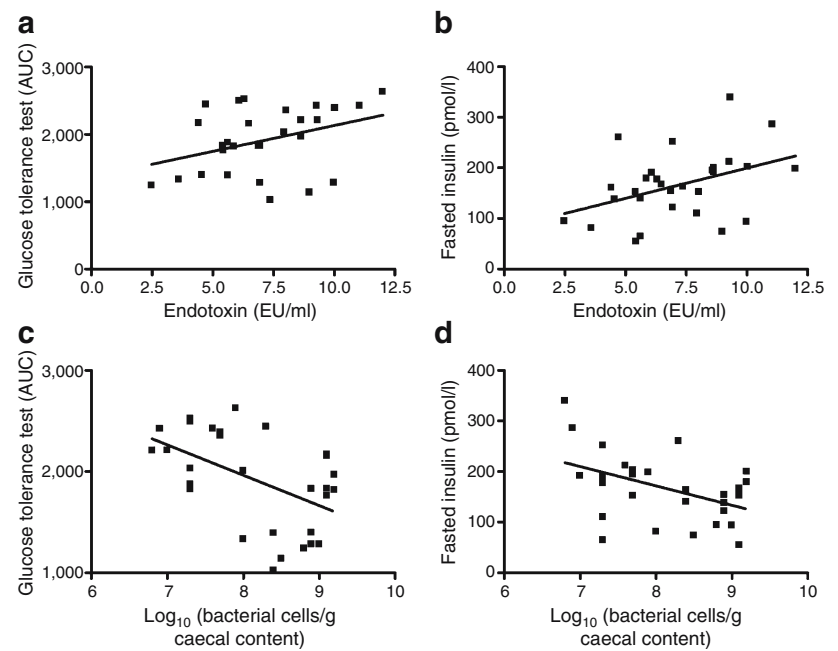 a
Glucose tolerance test (AUC)
3,000
2,000
1,000
0
0.0 2.5 5.0 7.5 10.0 12.5
Endotoxin (EU/ml)
b
Fasted insulin (pmol/l)
400
300
200
100
0
0.0 2.5 5.0 7.5 10.0 12.5
Endotoxin (EU/ml)
c
Glucose tolerance test (AUC)
3,000
2,000
1,000
6 7 8 9 10
Log₁₀ (bacterial cells/g
caecal content)
d
Fasted insulin (pmol/l)
400
300
200
100
0
6 7 8 9 10
Log₁₀ (bacterial cells/g
caecal content)